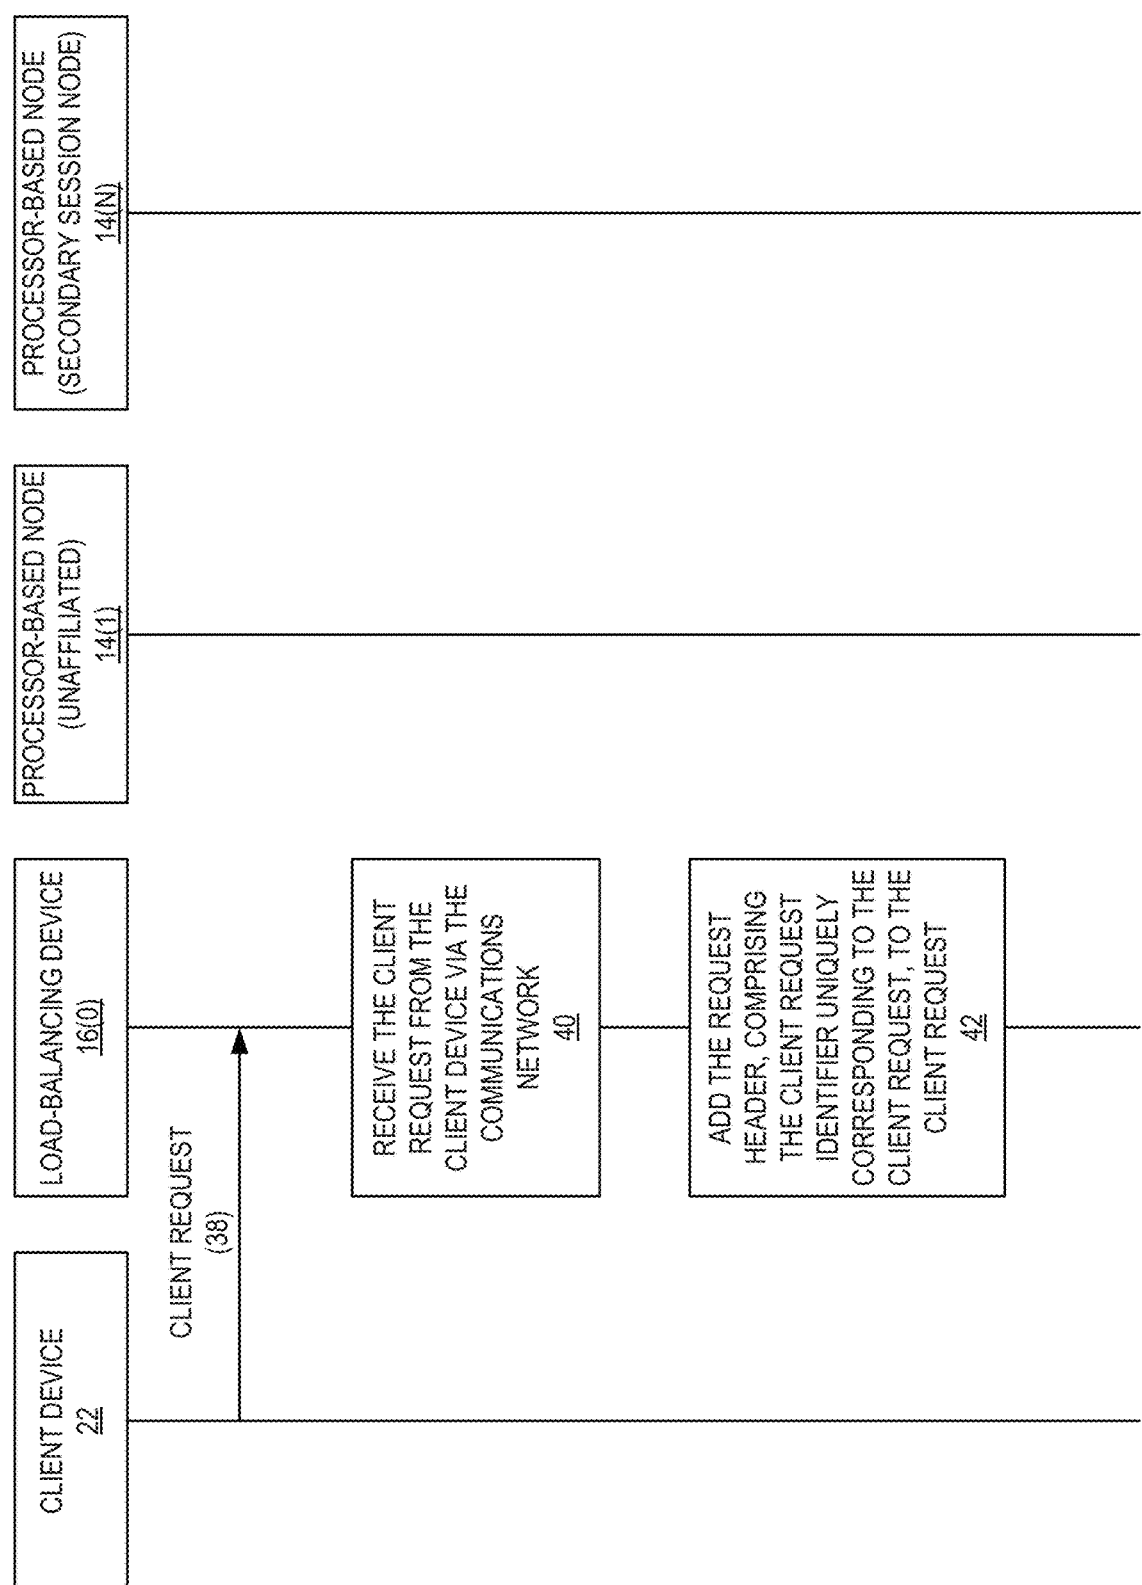 CLIENT DEVICE
22
LOAD-BALANCING DEVICE
16(0)
PROCESSOR-BASED NODE
(UNAFFILIATED)
14(1)
PROCESSOR-BASED NODE
(SECONDARY SESSION NODE)
14(N)
CLIENT REQUEST
(38)
RECEIVE THE CLIENT
REQUEST FROM THE
CLIENT DEVICE VIA THE
COMMUNICATIONS
NETWORK
40
ADD THE REQUEST
HEADER, COMPRISING
THE CLIENT REQUEST
IDENTIFIER UNIQUELY
CORRESPONDING TO THE
CLIENT REQUEST, TO THE
CLIENT REQUEST
42